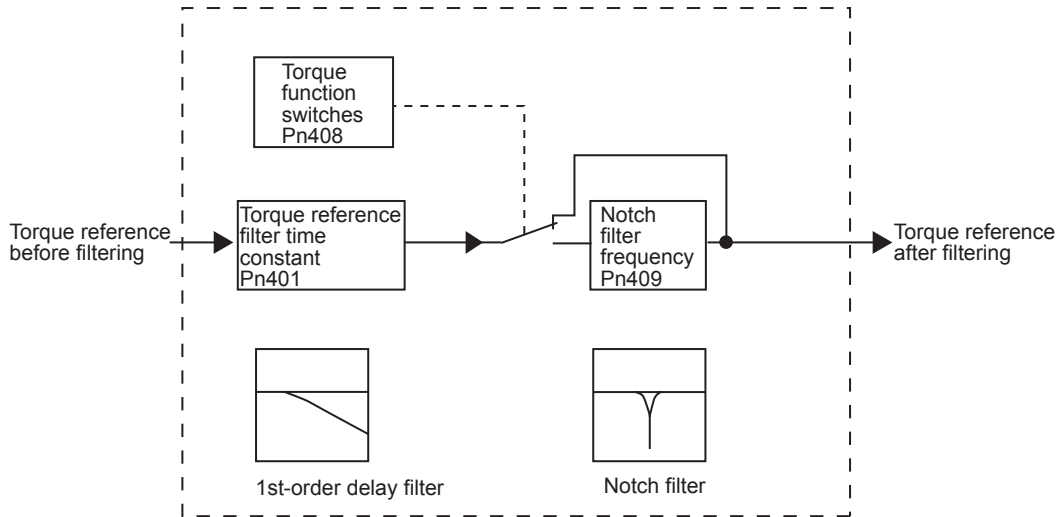 Torque
function
switches
Pn408
Torque reference
before filtering
Torque reference
filter time
constant
Pn401
Notch
filter
frequency
Pn409
Torque reference
after filtering
1st-order delay filter
Notch filter